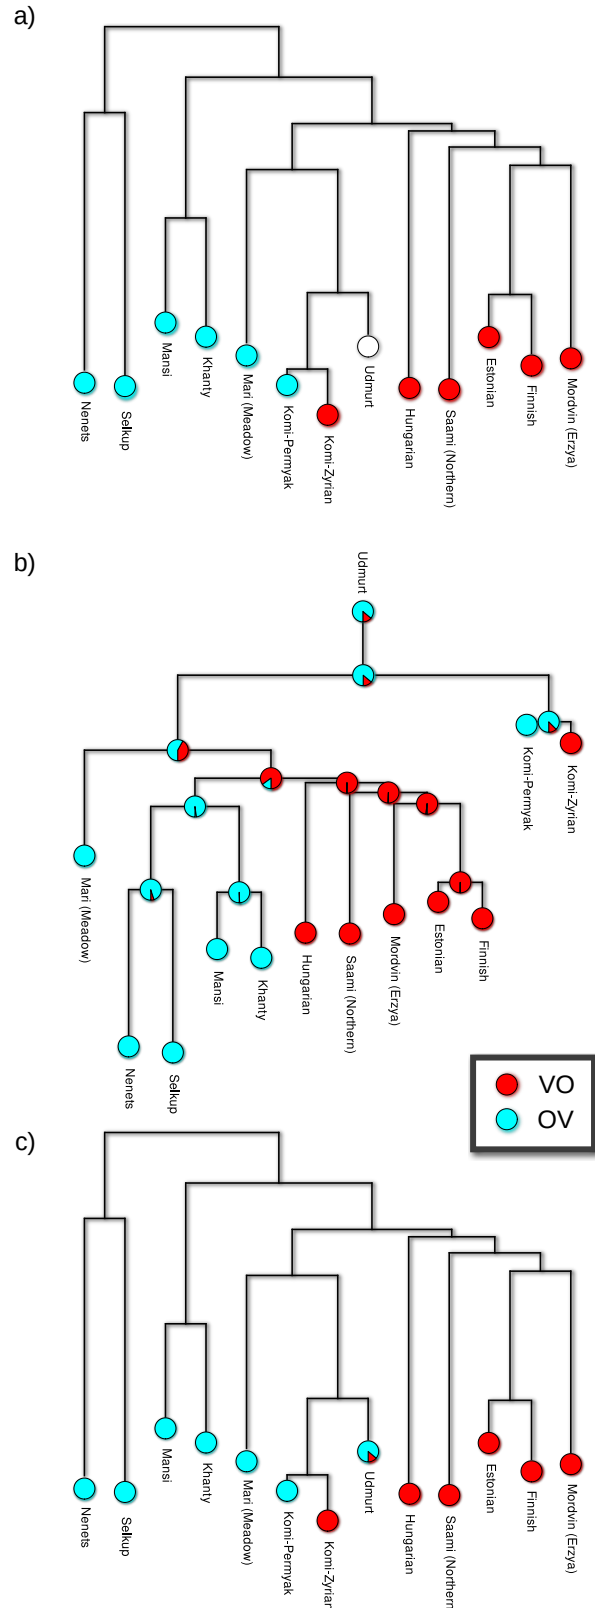 a)
Nenets
Selkup
Mansi
Khanty
Mari (Meadow)
Komi-Permyak
Komi-Zyrian
Udmurt
Hungarian
Saami (Northern)
Estonian
Finnish
Mordvin (Erzya)
b)
Udmurt
Komi-Permyak
Komi-Zyrian
Mari (Meadow)
Nenets
Selkup
Mansi
Khanty
Hungarian
Saami (Northern)
Mordvin (Erzya)
Estonian
Finnish
VO
OV
c)
Nenets
Selkup
Mansi
Khanty
Mari (Meadow)
Komi-Permyak
Komi-Zyrian
Udmurt
Hungarian
Saami (Northern)
Estonian
Finnish
Mordvin (Erzya)